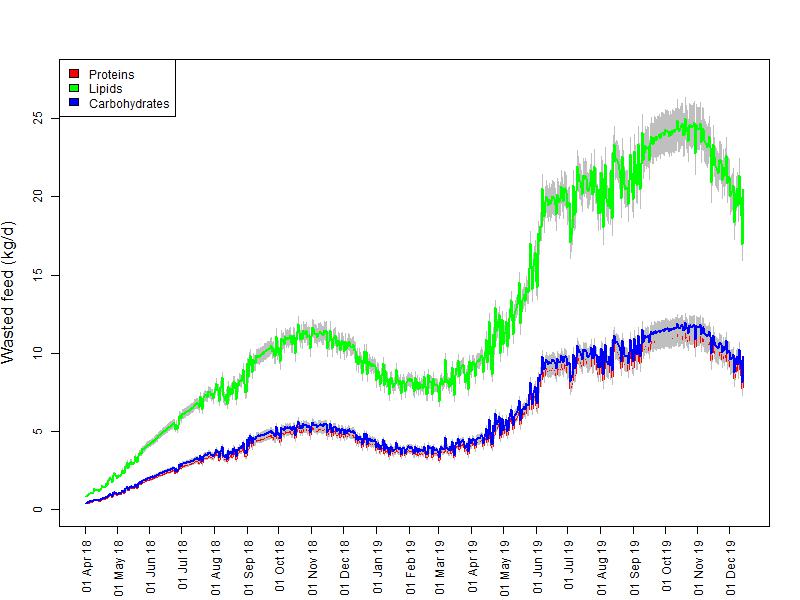 Proteins
Lipids
Carbohydrates
Wasted feed (kg/d)
25
20
15
10
5
0
01 Apr 18
01 May 18
01 Jun 18
01 Jul 18
01 Aug 18
01 Sep 18
01 Oct 18
01 Nov 18
01 Dec 18
01 Jan 19
01 Feb 19
01 Mar 19
01 Apr 19
01 May 19
01 Jun 19
01 Jul 19
01 Aug 19
01 Sep 19
01 Oct 19
01 Nov 19
01 Dec 19